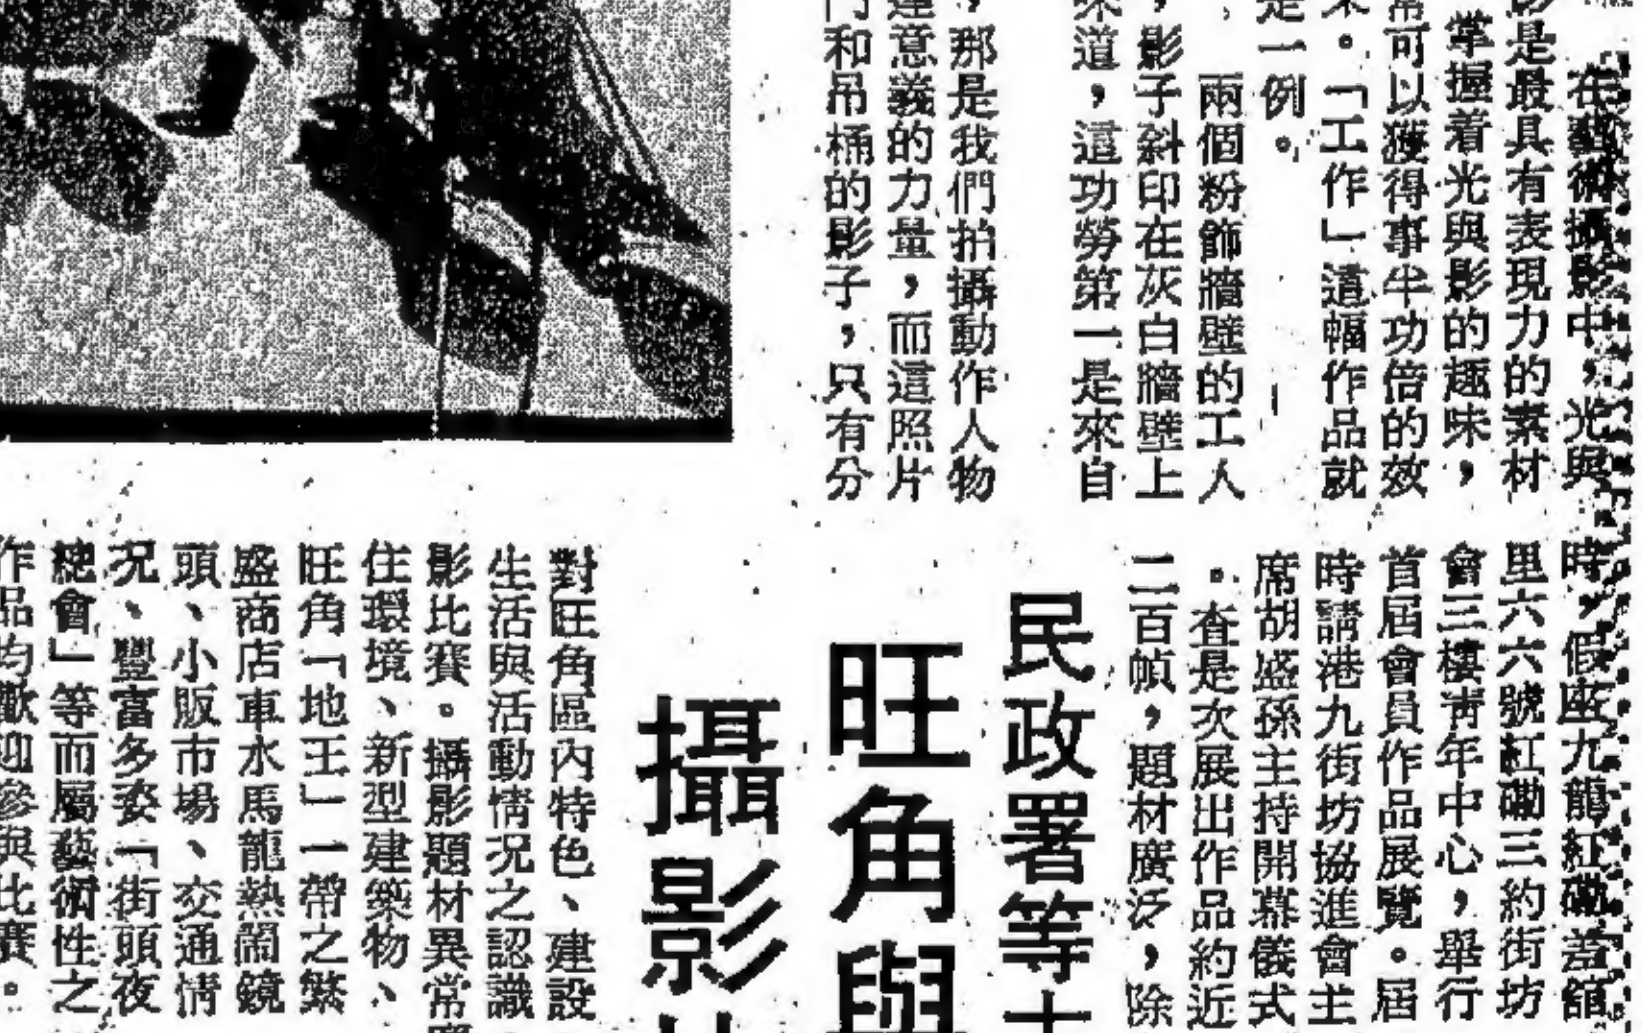 在藝術攝影中，光與
影是最具有表現力的素材
掌握着光與影的趣味，
常可以獲得事半功倍的效
果。「工作」這幅作品就
是一例。
兩個粉飾牆壁的工人
，影子斜印在灰白牆壁上
來道，這功勞第一是來自
，那是我們拍攝動作人物
意義的力量，而這照片
和吊桶的影子，只有分
時，假座九龍紅磡差館
里六六號紅磡三約街坊
會三樓青年中心，舉行
首屆會員作品展覽。屆
時請港九街坊協進會主
席胡盛孫主持開幕儀式
。查是次展出作品約近
二百幀，題材廣泛，除
民政署等
旺角與
攝影
對旺角區內特色、建設
生活與活動情況之認識
影比賽。攝影題材異常
住環境、新型建築物、
旺角「地王」一帶之繁
盛商店車水馬龍熱鬧鏡
頭、小販市場、交通情
況、豐富多姿「街頭夜
總會」等而屬藝術性之
作品均歡迎參與比賽。